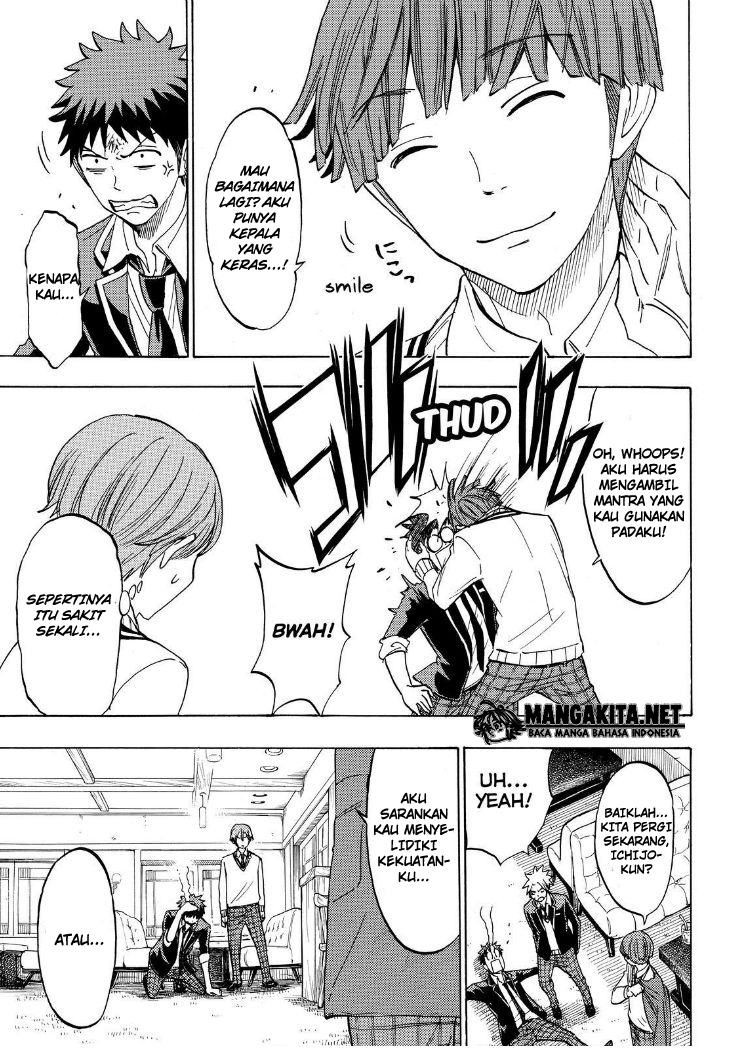 MAU
BAGAIMANA
LAGI? AKU
PUNYA
KEPALA
YANG
KERAS...!
smile
KENAPA
KAU...
OH, WHOOPS!
AKU HARUS
MENGAMBIL
MANTRA YANG
KAU GUNAKAN
PADAKU!
THUD
BWAH!
SEPERTINYA
ITU SAKIT
SEKALI...
MANGAKITA.NET
BACA MANGA BAHASA INDONESIA
BAIKLAH...
KITA PERGI
SEKARANG,
ICHIJO-
KUN?
UH...
YEAH!
AKU
SARANKAN
KAU MENYE-
LIDIKI
KEKUATAN-
KU...
ATAU...